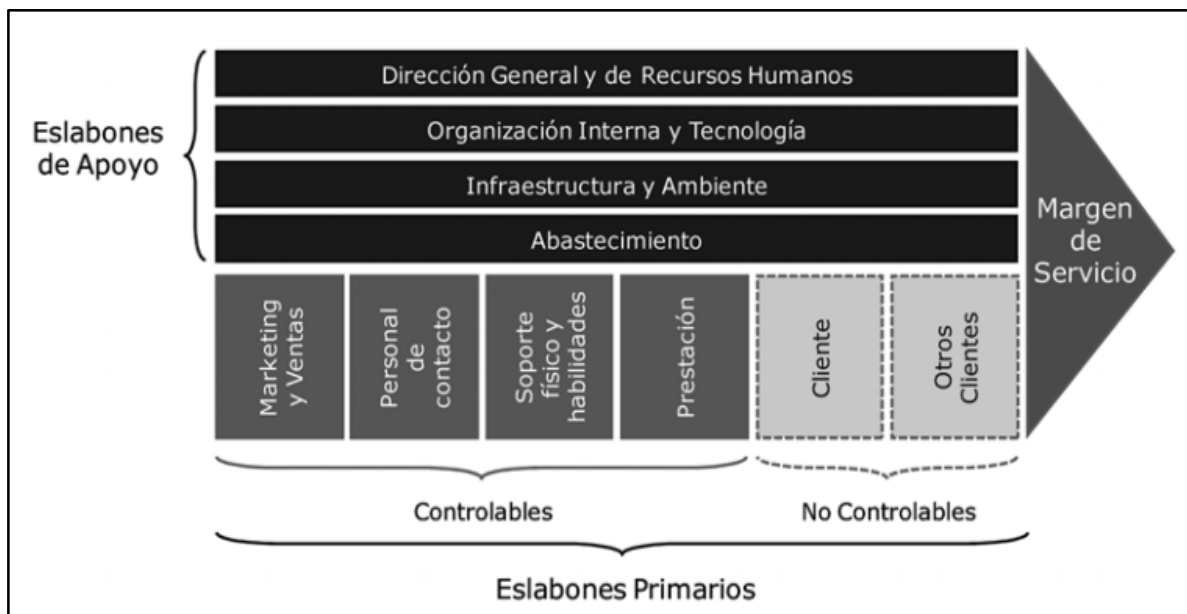 Dirección General y de Recursos Humanos
Organización Interna y Tecnología
Infraestructura y Ambiente
Abastecimiento
Eslabones
de Apoyo
Margen
de
Servicio
Marketing
y Ventas
Personal
de
contacto
Soporte
físico y
habilidades
Prestación
Cliente
Otros
Clientes
Controlables
No Controlables
Eslabones Primarios